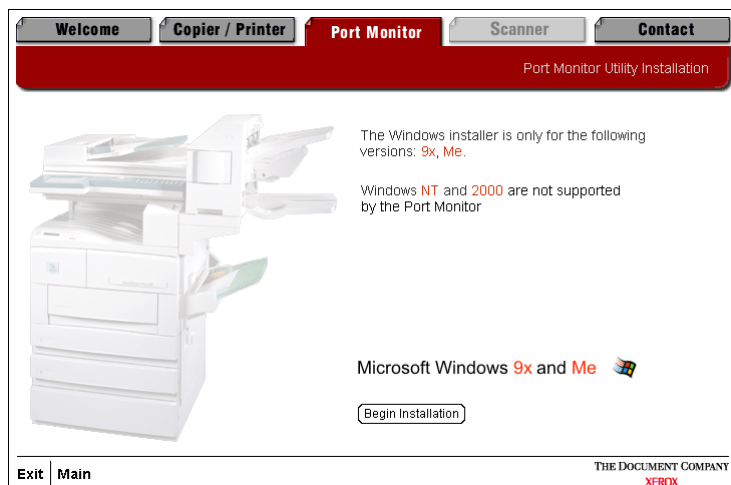 Welcome
Copier / Printer
Port Monitor
Scanner
Contact
Port Monitor Utility Installation
The Windows installer is only for the following
versions: 9x, Me.
Windows NT and 2000 are not supported
by the Port Monitor
Microsoft Windows 9x and Me
Begin Installation
Exit
Main
THE DOCUMENT COMPANY
XEROX